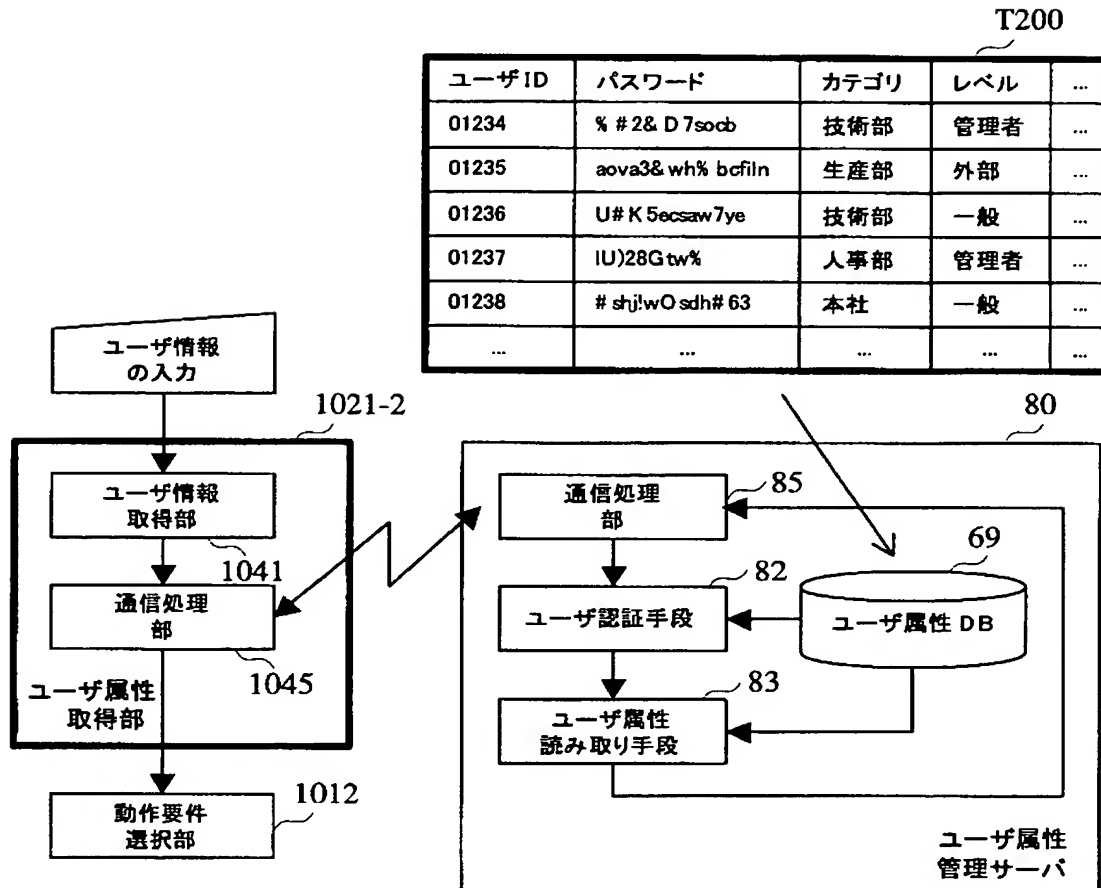 T200
ユーザID パスワード カテゴリ レベル ...
01234 %#2&D7socb 技術部 管理者 ...
01235 aova3&wh%bcfiln 生産部 外部 ...
01236 U#K5ecsaw7ye 技術部 一般 ...
01237 IU)28Gtw% 人事部 管理者 ...
01238 #shj!wOsdh#63 本社 一般 ...
... ... ... ... ...
ユーザ情報
の入力
1021-2
ユーザ情報
取得部
1041
通信処理
部
1045
ユーザ属性
取得部
動作要件
選択部
1012
80
通信処理
部
85
ユーザ認証手段
82
ユーザ属性DB
69
ユーザ属性
読み取り手段
83
ユーザ属性
管理サーバ